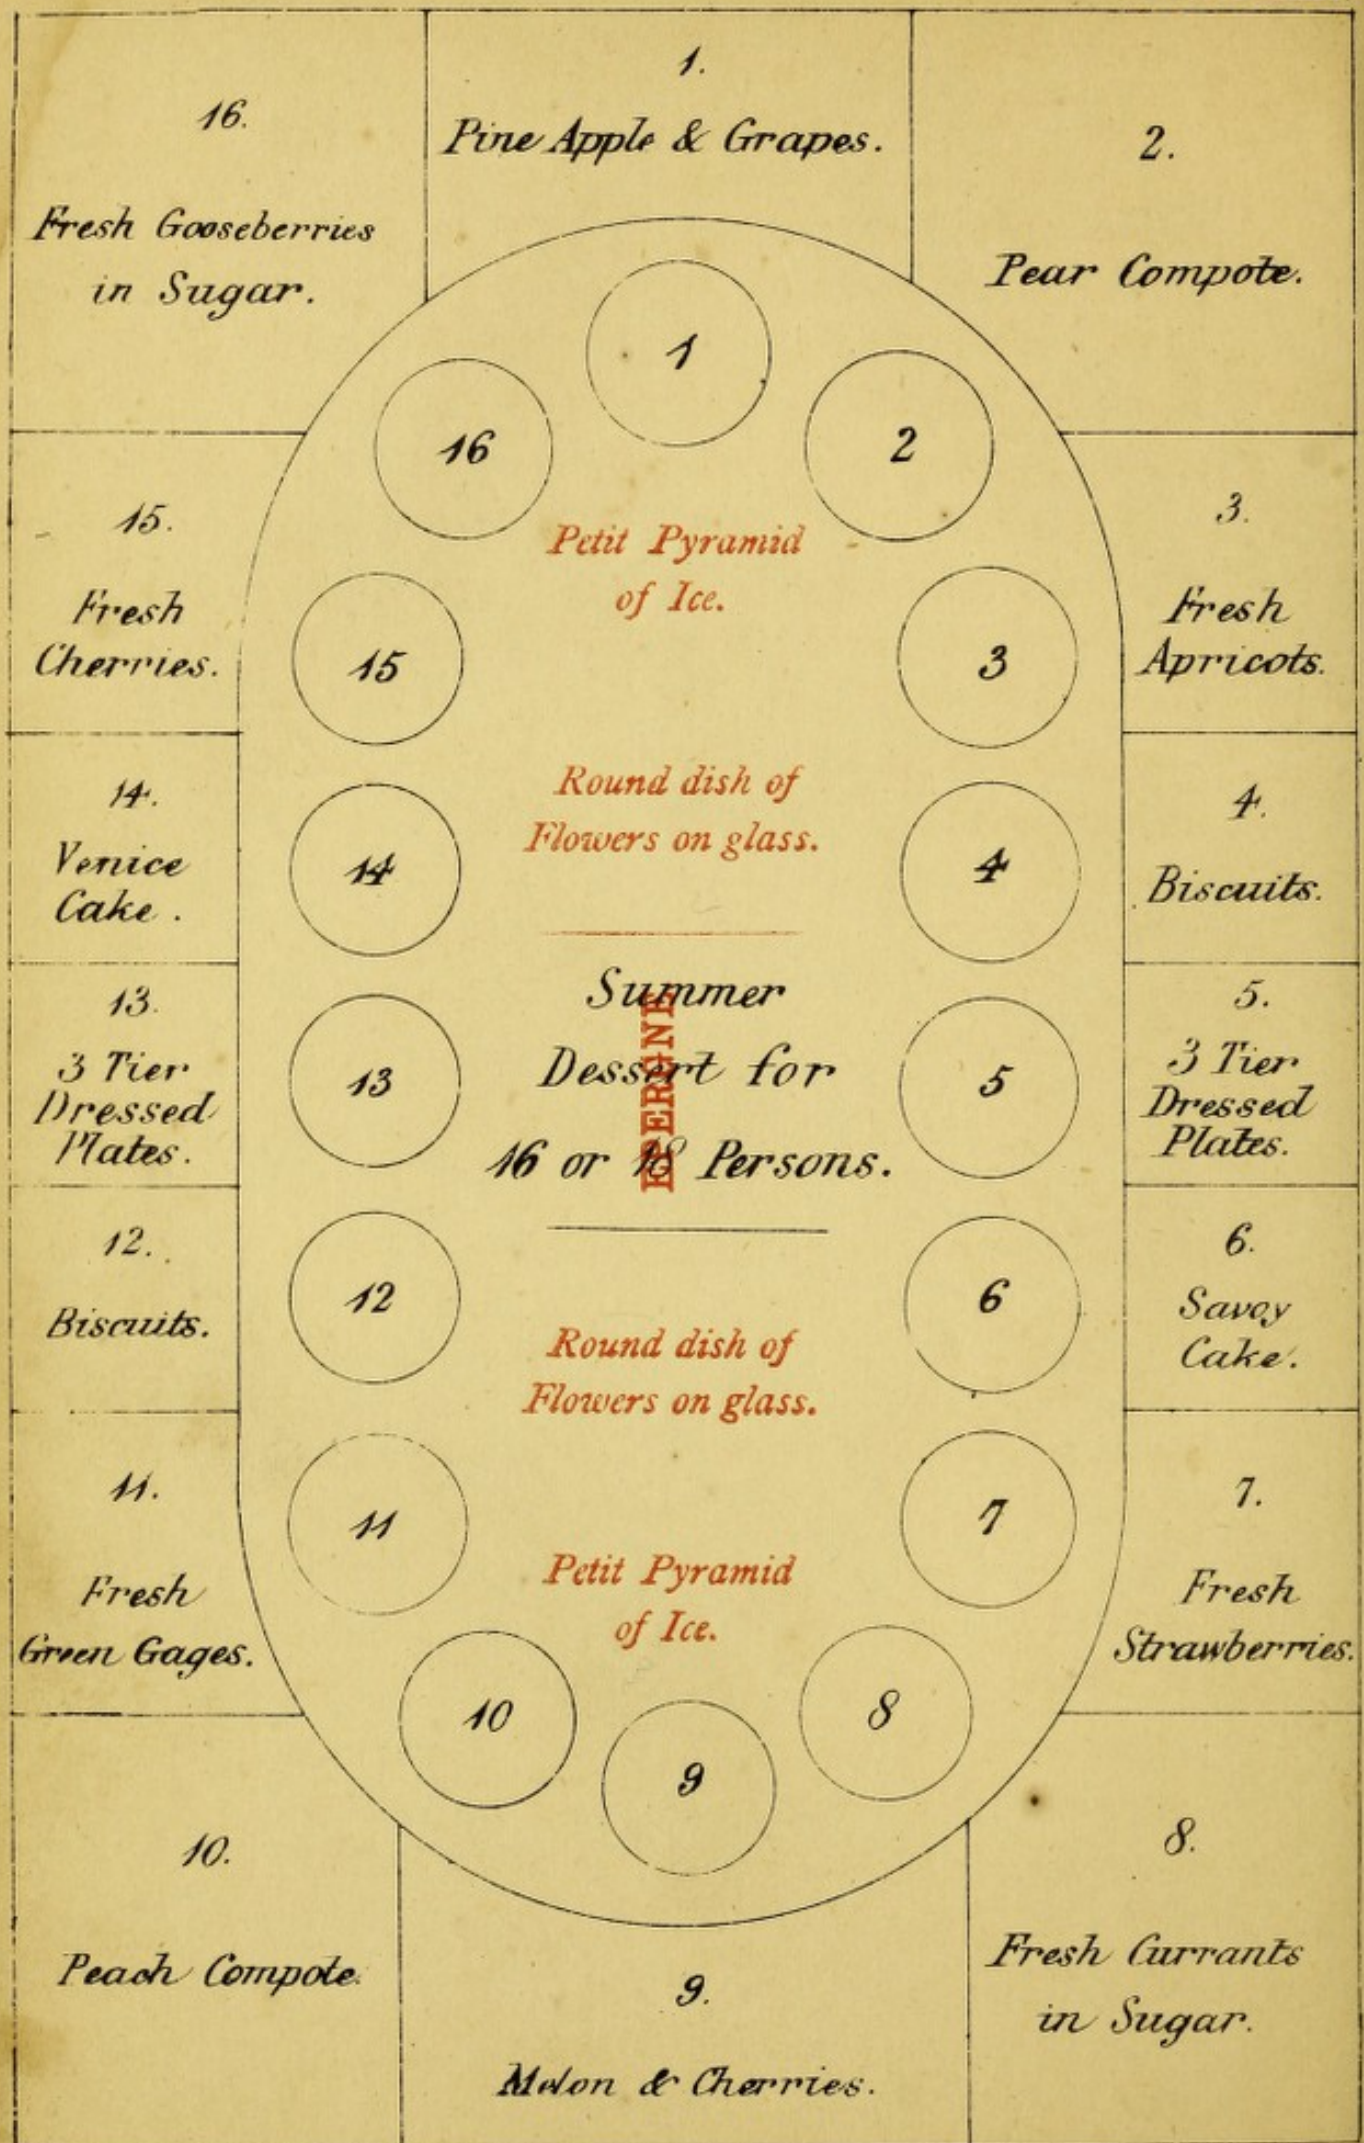 1.
Pine Apple & Grapes.
16.
Fresh Gooseberries
in Sugar.
2.
Pear Compote.
1
16
2
15.
Fresh
Cherries.
Petit Pyramid
of Ice.
3.
Fresh
Apricots.
15
3
14.
Venice
Cake.
Round dish of
Flowers on glass.
4.
Biscuits.
14
4
13.
3 Tier
Dressed
Plates.
Summer
Dessert for
16 or 18 Persons.
EPERGNE
5.
3 Tier
Dressed
Plates.
13
5
12.
Biscuits.
6.
Savoy
Cake.
12
6
Round dish of
Flowers on glass.
11.
Fresh
Green Gages.
7.
Fresh
Strawberries.
11
7
Petit Pyramid
of Ice.
10
8
9
10.
Peach Compote.
8.
Fresh Currants
in Sugar.
9.
Melon & Cherries.